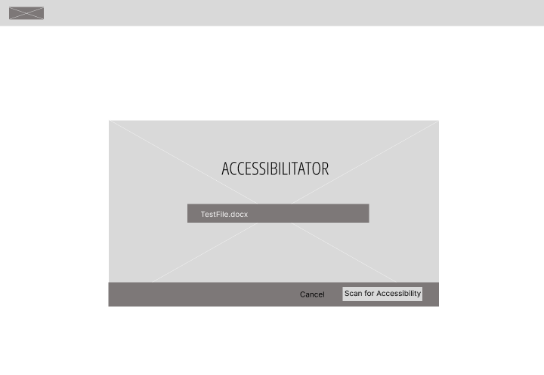 ACCESSIBILITATOR
TestFile.docx
Cancel
Scan for Accessibility